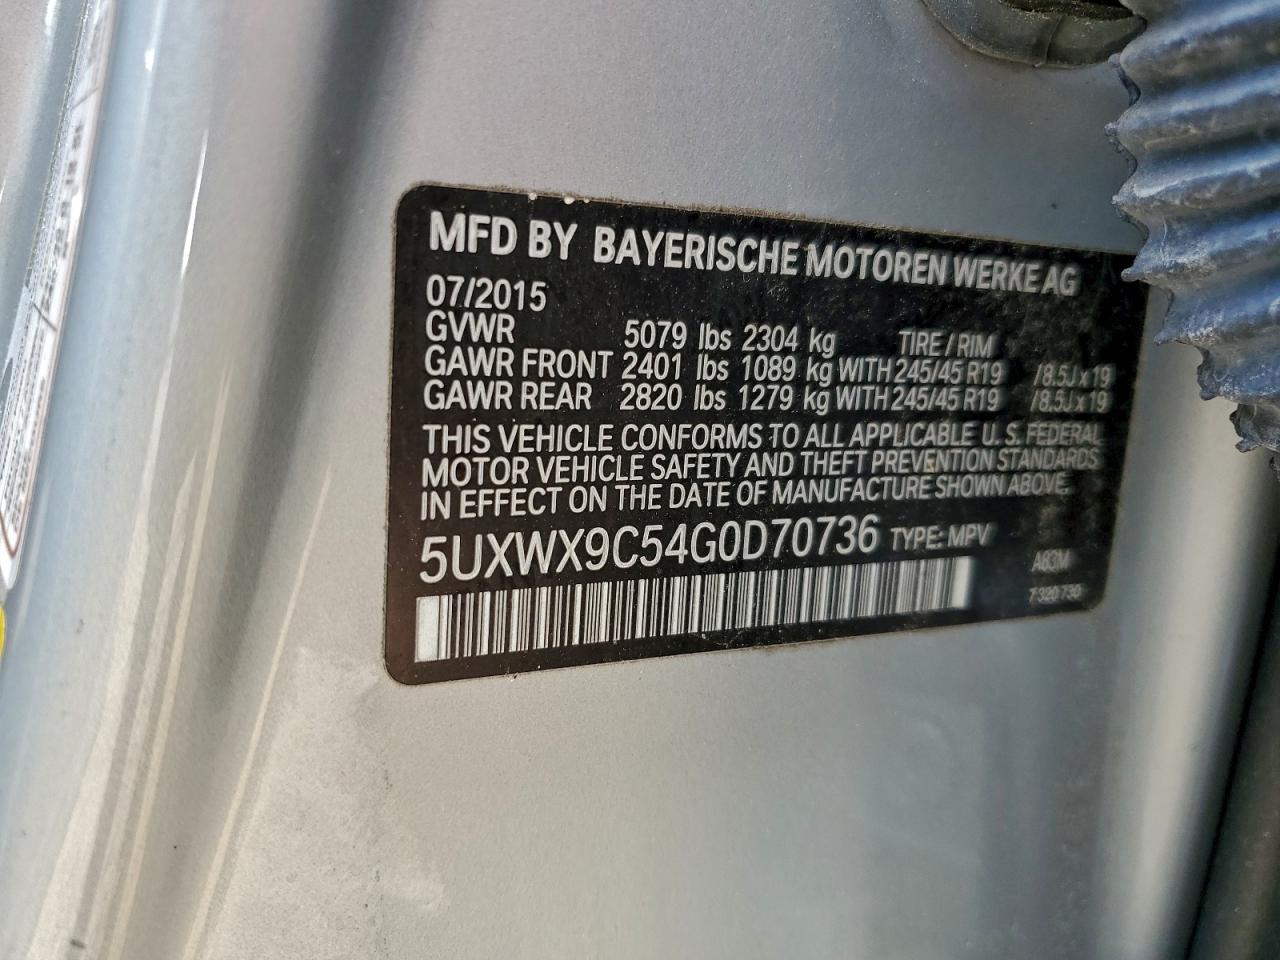 MFD BY BAYERISCHE MOTOREN WERKE AG
07/2015
GVWR 5079 lbs 2304 kg TIRE / RIM
GAWR FRONT 2401 lbs 1089 kg WITH 245/45 R19 / 8.5J x 19
GAWR REAR 2820 lbs 1279 kg WITH 245/45 R19 / 8.5J x 19
THIS VEHICLE CONFORMS TO ALL APPLICABLE U.S. FEDERAL
MOTOR VEHICLE SAFETY AND THEFT PREVENTION STANDARDS
IN EFFECT ON THE DATE OF MANUFACTURE SHOWN ABOVE.
5UXWX9C54G0D70736 TYPE: MPV
A83M
7 320 730